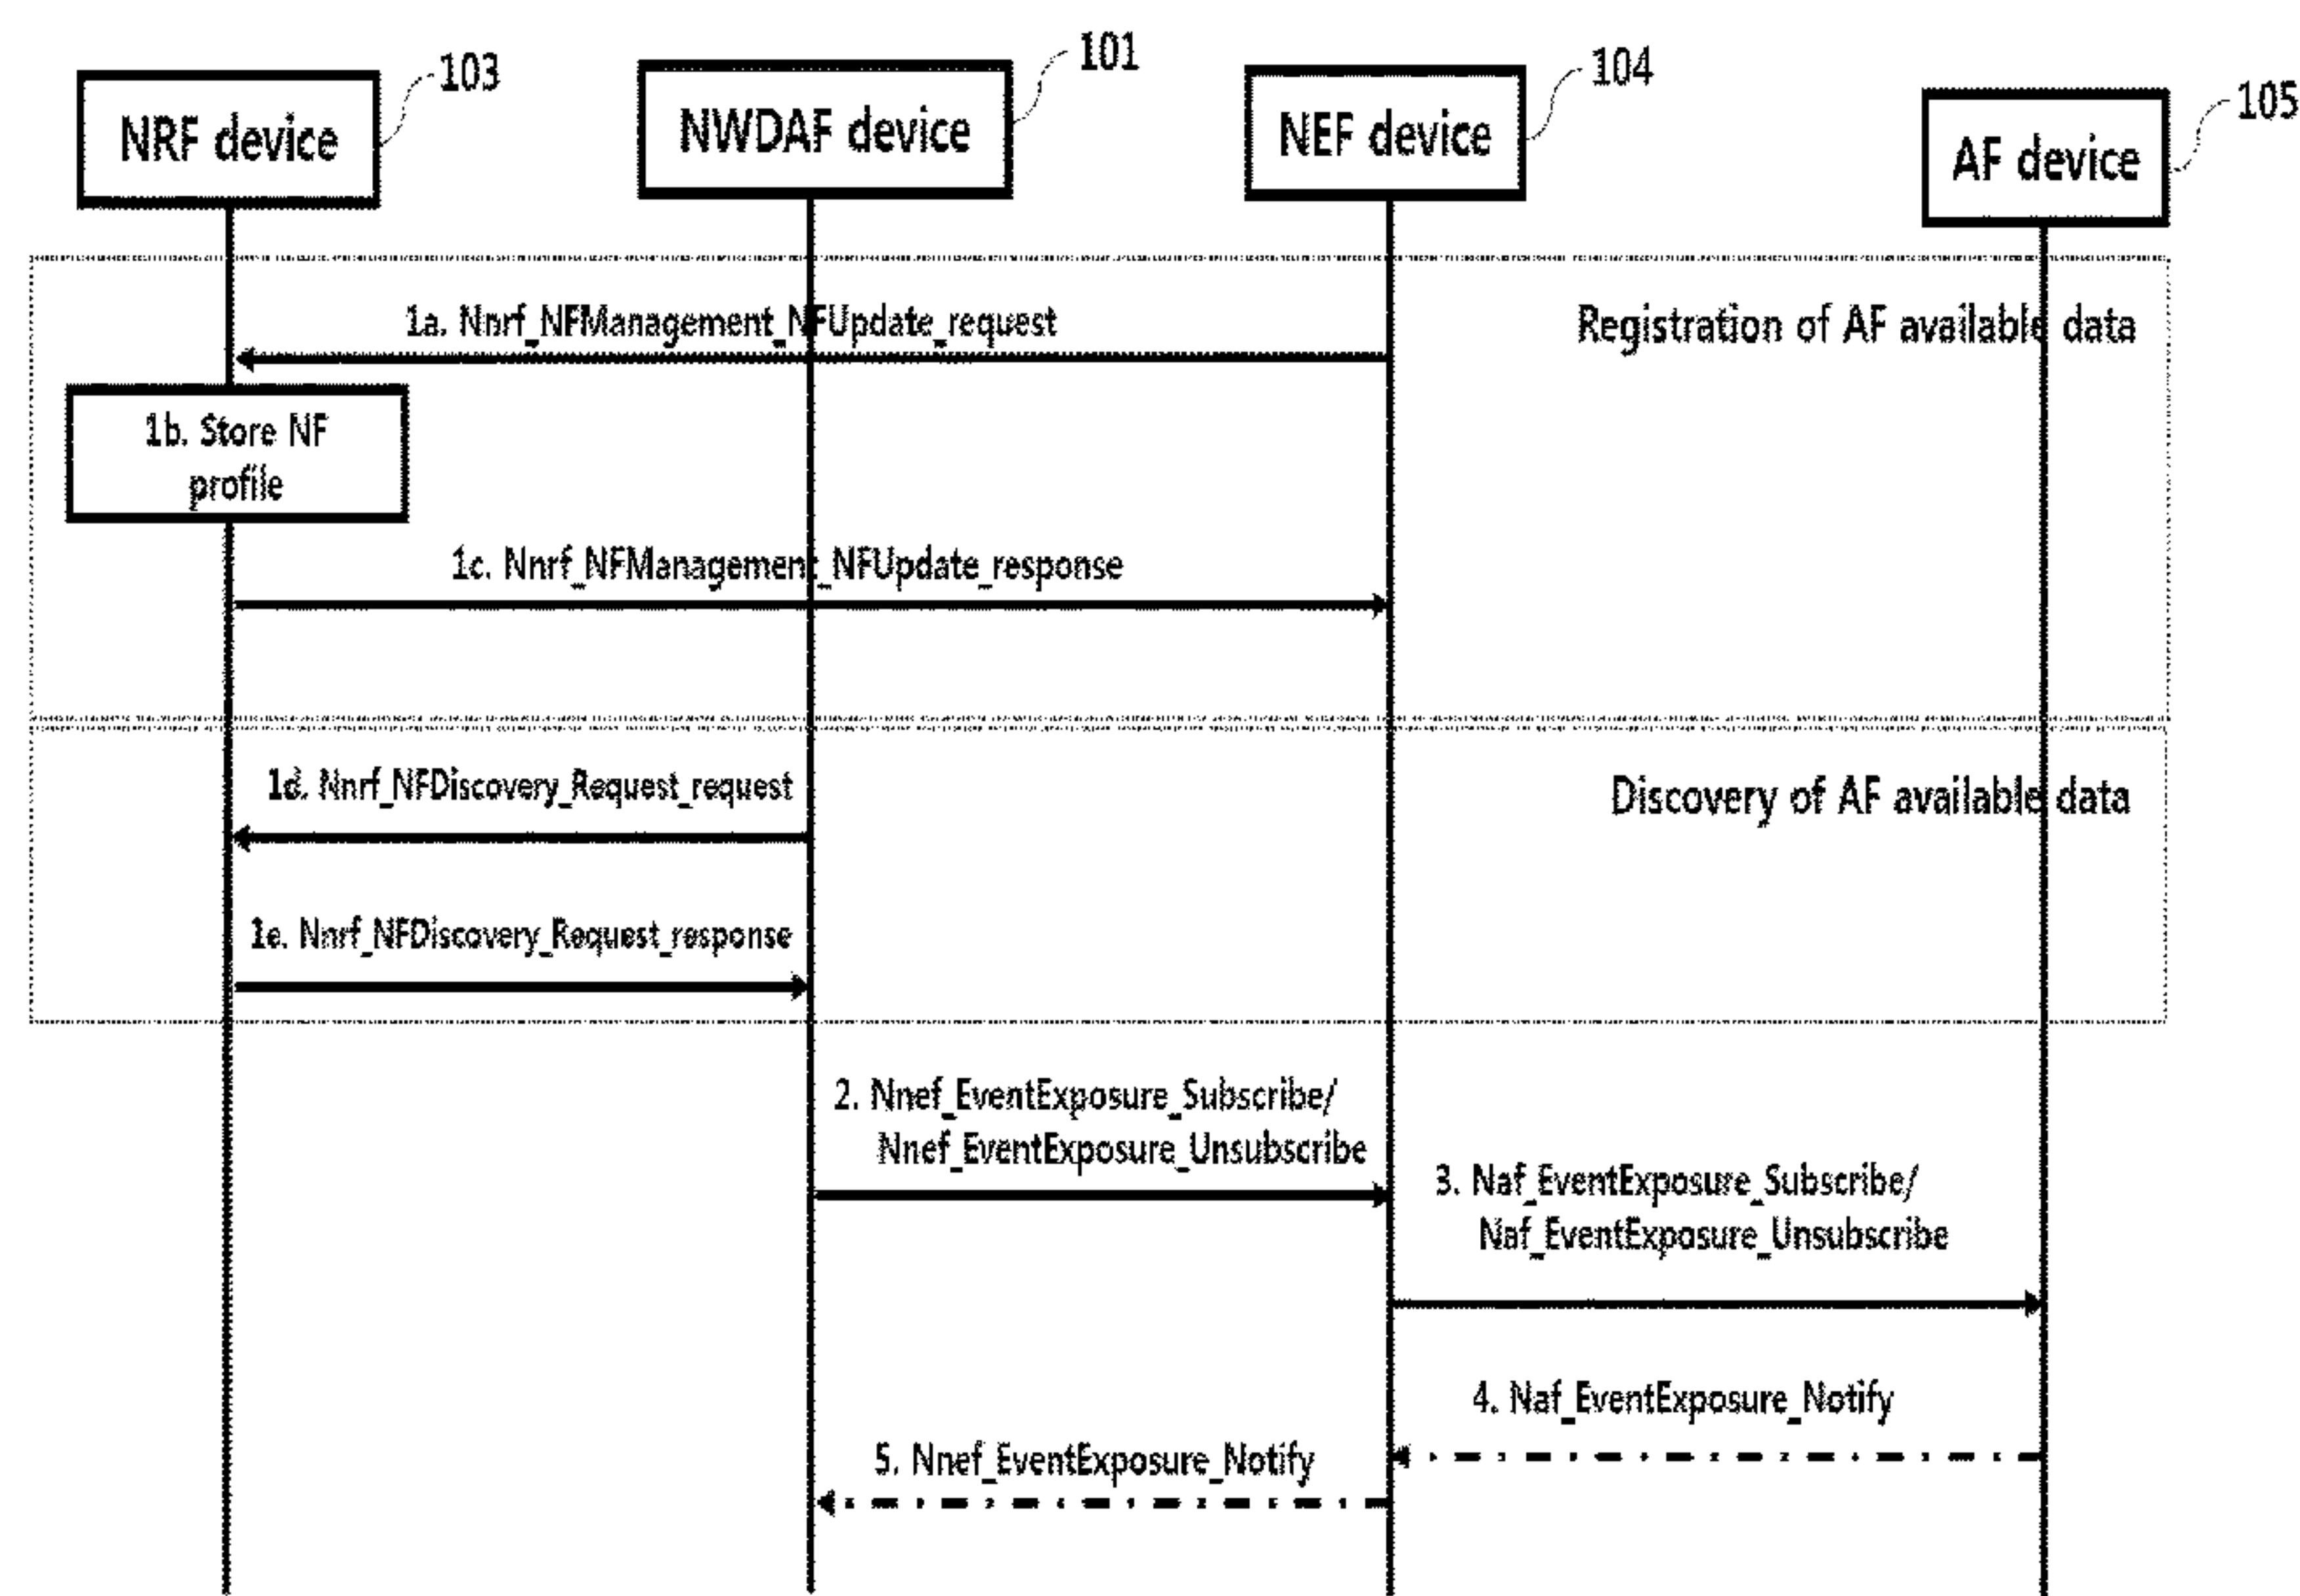 103
101
104
105
NRF device
NWDAF device
NEF device
AF device
1a. Nnrf_NFManagement_NFUpdate_request
Registration of AF available data
1b. Store NF
profile
1c. Nnrf_NFManagement_NFUpdate_response
1d. Nnrf_NFDiscovery_Request_request
Discovery of AF available data
1e. Nnrf_NFDiscovery_Request_response
2. Nnef_EventExposure_Subscribe/
Nnef_EventExposure_Unsubscribe
3. Naf_EventExposure_Subscribe/
Naf_EventExposure_Unsubscribe
4. Naf_EventExposure_Notify
5. Nnef_EventExposure_Notify